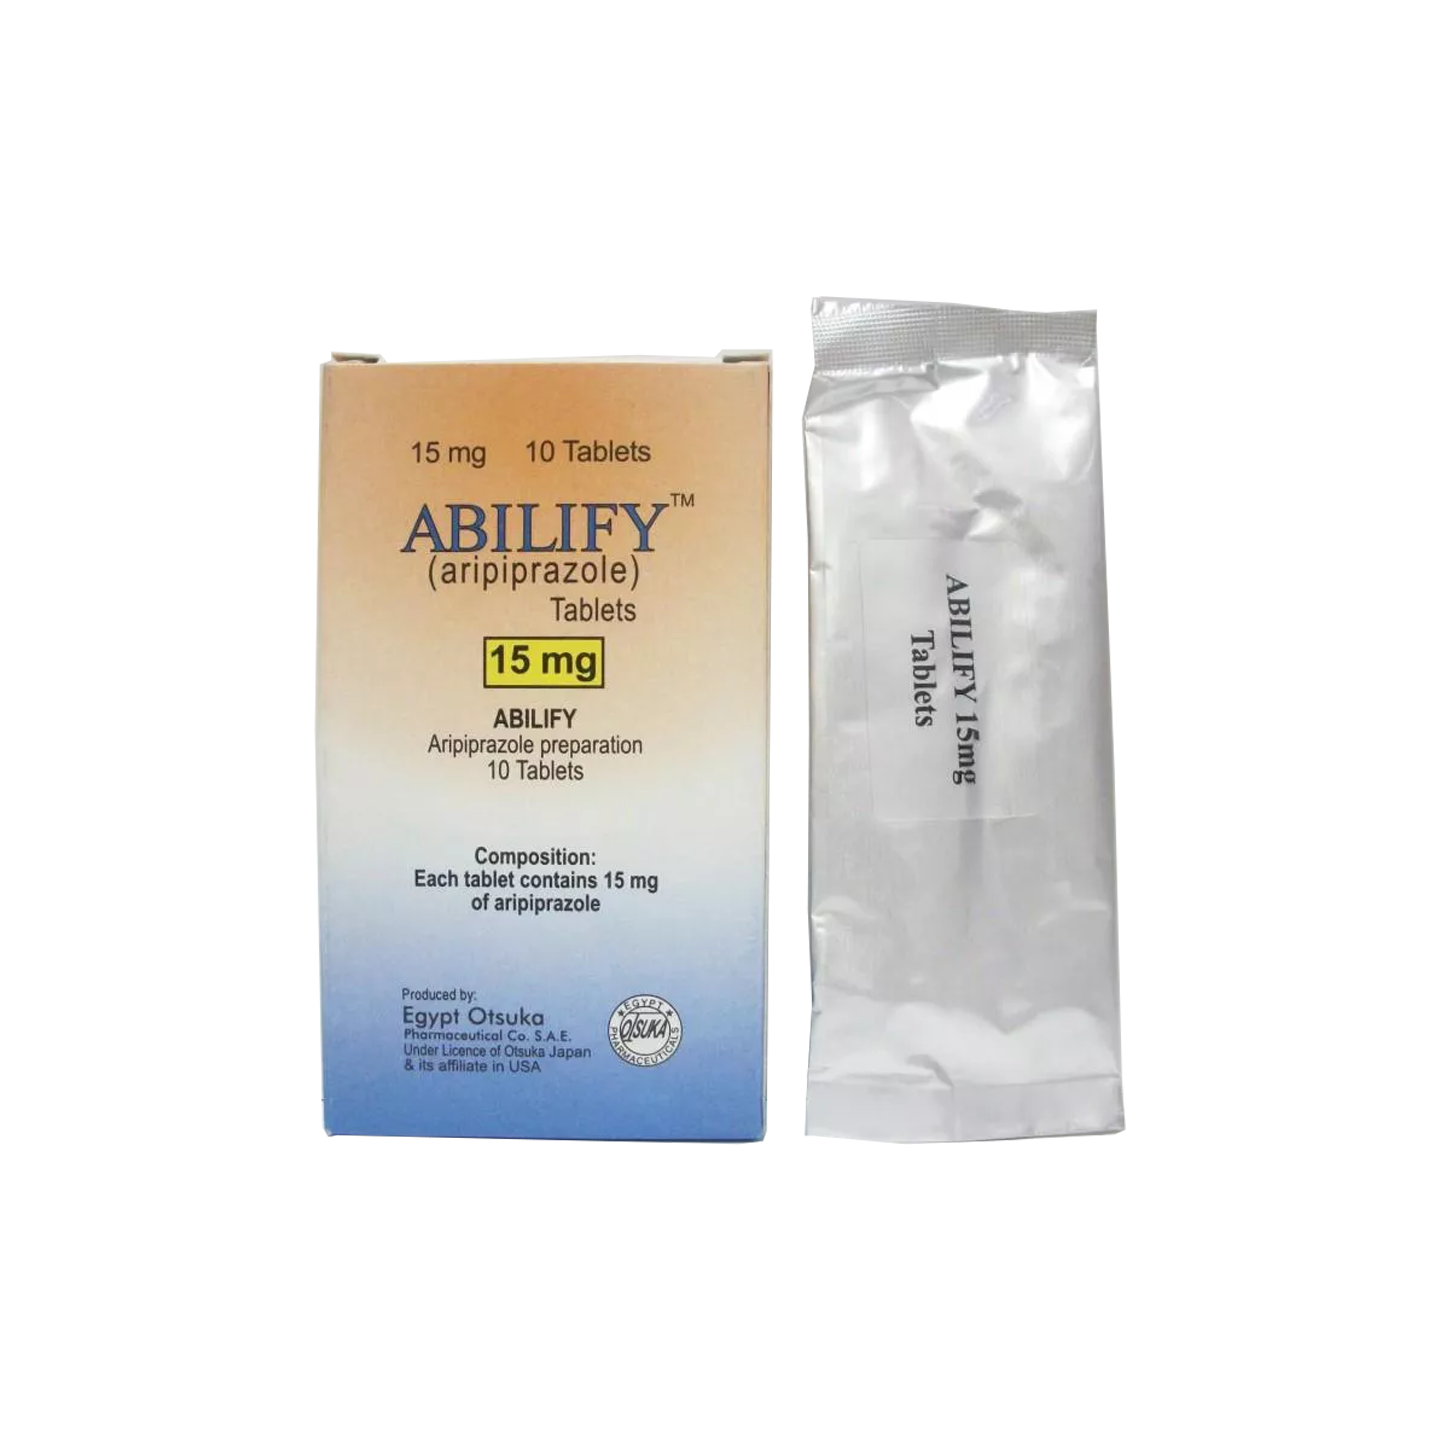 15 mg 10 Tablets
ABILIFY™
(aripiprazole)
Tablets
15 mg
ABILIFY
Aripiprazole preparation
10 Tablets
Composition:
Each tablet contains 15 mg
of aripiprazole
Produced by:
Egypt Otsuka
Pharmaceutical Co. S.A.E.
Under Licence of Otsuka Japan
& its affiliate in USA
EGYPT
OTSUKA
PHARMACEUTICALS
ABILIFY 15mg
Tablets